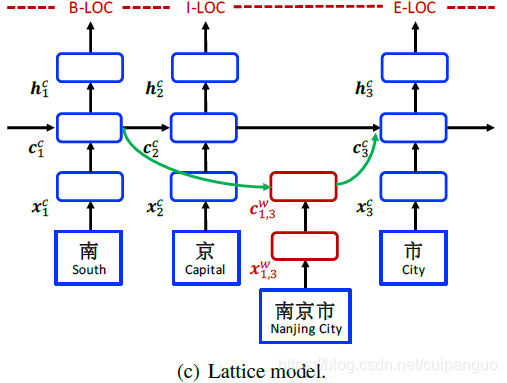 B-LOC I-LOC E-LOC
h₁ᶜ h₂ᶜ h₃ᶜ
c₁ᶜ c₂ᶜ c₃ᶜ
x₁ᶜ x₂ᶜ c₁,₃ʷ x₃ᶜ
南 京 市
South Capital x₁,₃ʷ City
南京市
Nanjing City
(c) Lattice model.
https://blog.csdn.net/cuipanguo